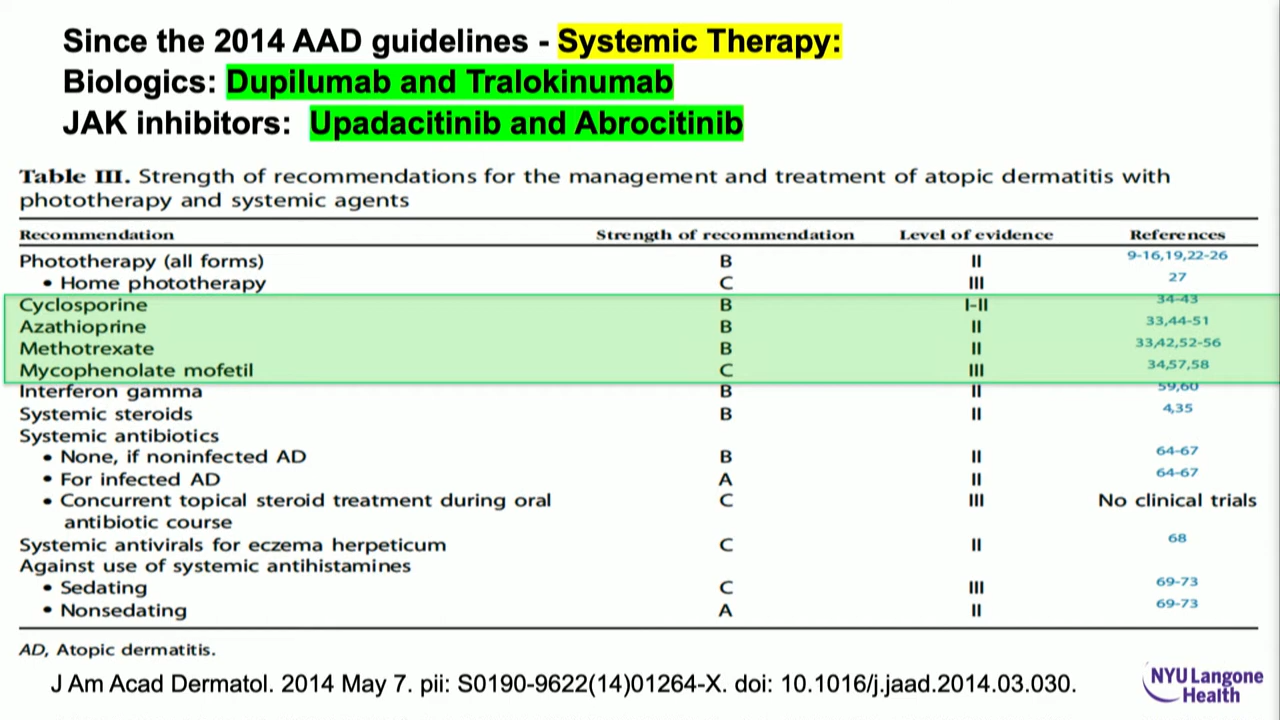 Since the 2014 AAD guidelines - Systemic Therapy:
Biologics: Dupilumab and Tralokinumab
JAK inhibitors: Upadacitinib and Abrocitinib
Table III. Strength of recommendations for the management and treatment of atopic dermatitis with
phototherapy and systemic agents
Recommendation Strength of recommendation Level of evidence References
Phototherapy (all forms) B II 9-16,19,22-26
• Home phototherapy C III 27
Cyclosporine B I-II 34-43
Azathioprine B II 33,44-51
Methotrexate B II 33,42,52-56
Mycophenolate mofetil C III 34,57,58
Interferon gamma B II 59,60
Systemic steroids B II 4,35
Systemic antibiotics
• None, if noninfected AD B II 64-67
• For infected AD A II 64-67
• Concurrent topical steroid treatment during oral C III No clinical trials
antibiotic course
Systemic antivirals for eczema herpeticum C II 68
Against use of systemic antihistamines
• Sedating C III 69-73
• Nonsedating A II 69-73
AD, Atopic dermatitis.
J Am Acad Dermatol. 2014 May 7. pii: S0190-9622(14)01264-X. doi: 10.1016/j.jaad.2014.03.030.
NYU Langone
Health